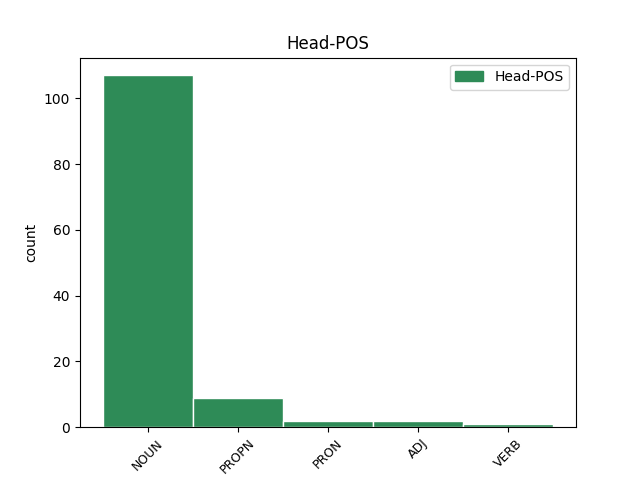 Head-POS
Head-POS
100
80
60
40
20
0
count
NOUN
PROPN
PRON
ADJ
VERB